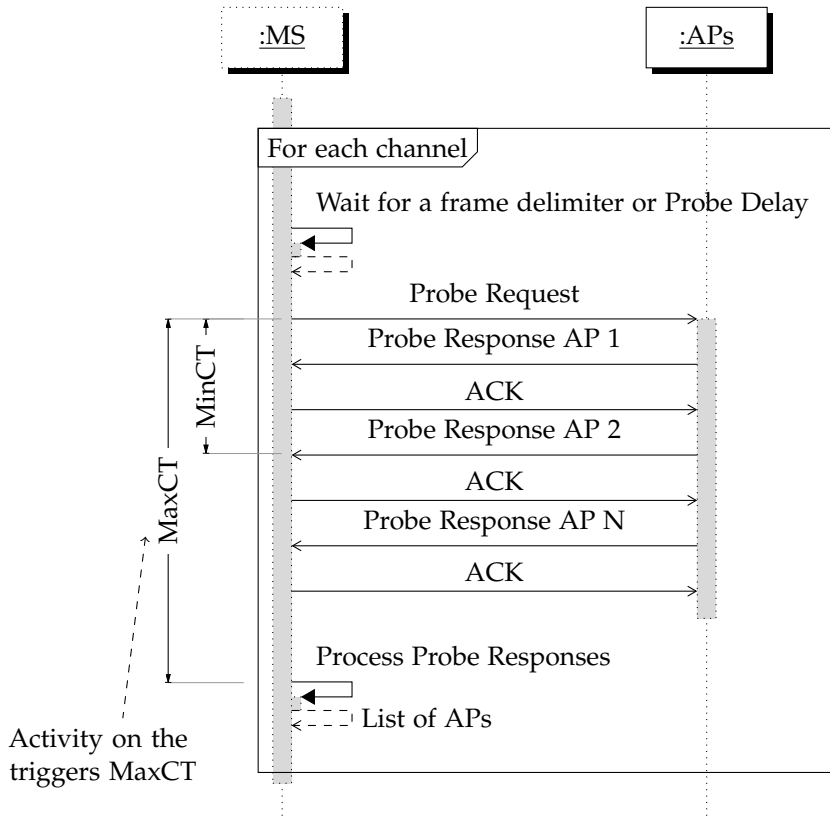 :MS
:APs
For each channel
Wait for a frame delimiter or Probe Delay
Probe Request
Probe Response AP 1
ACK
Probe Response AP 2
ACK
Probe Response AP N
ACK
MinCT
MaxCT
Process Probe Responses
List of APs
Activity on the
triggers MaxCT